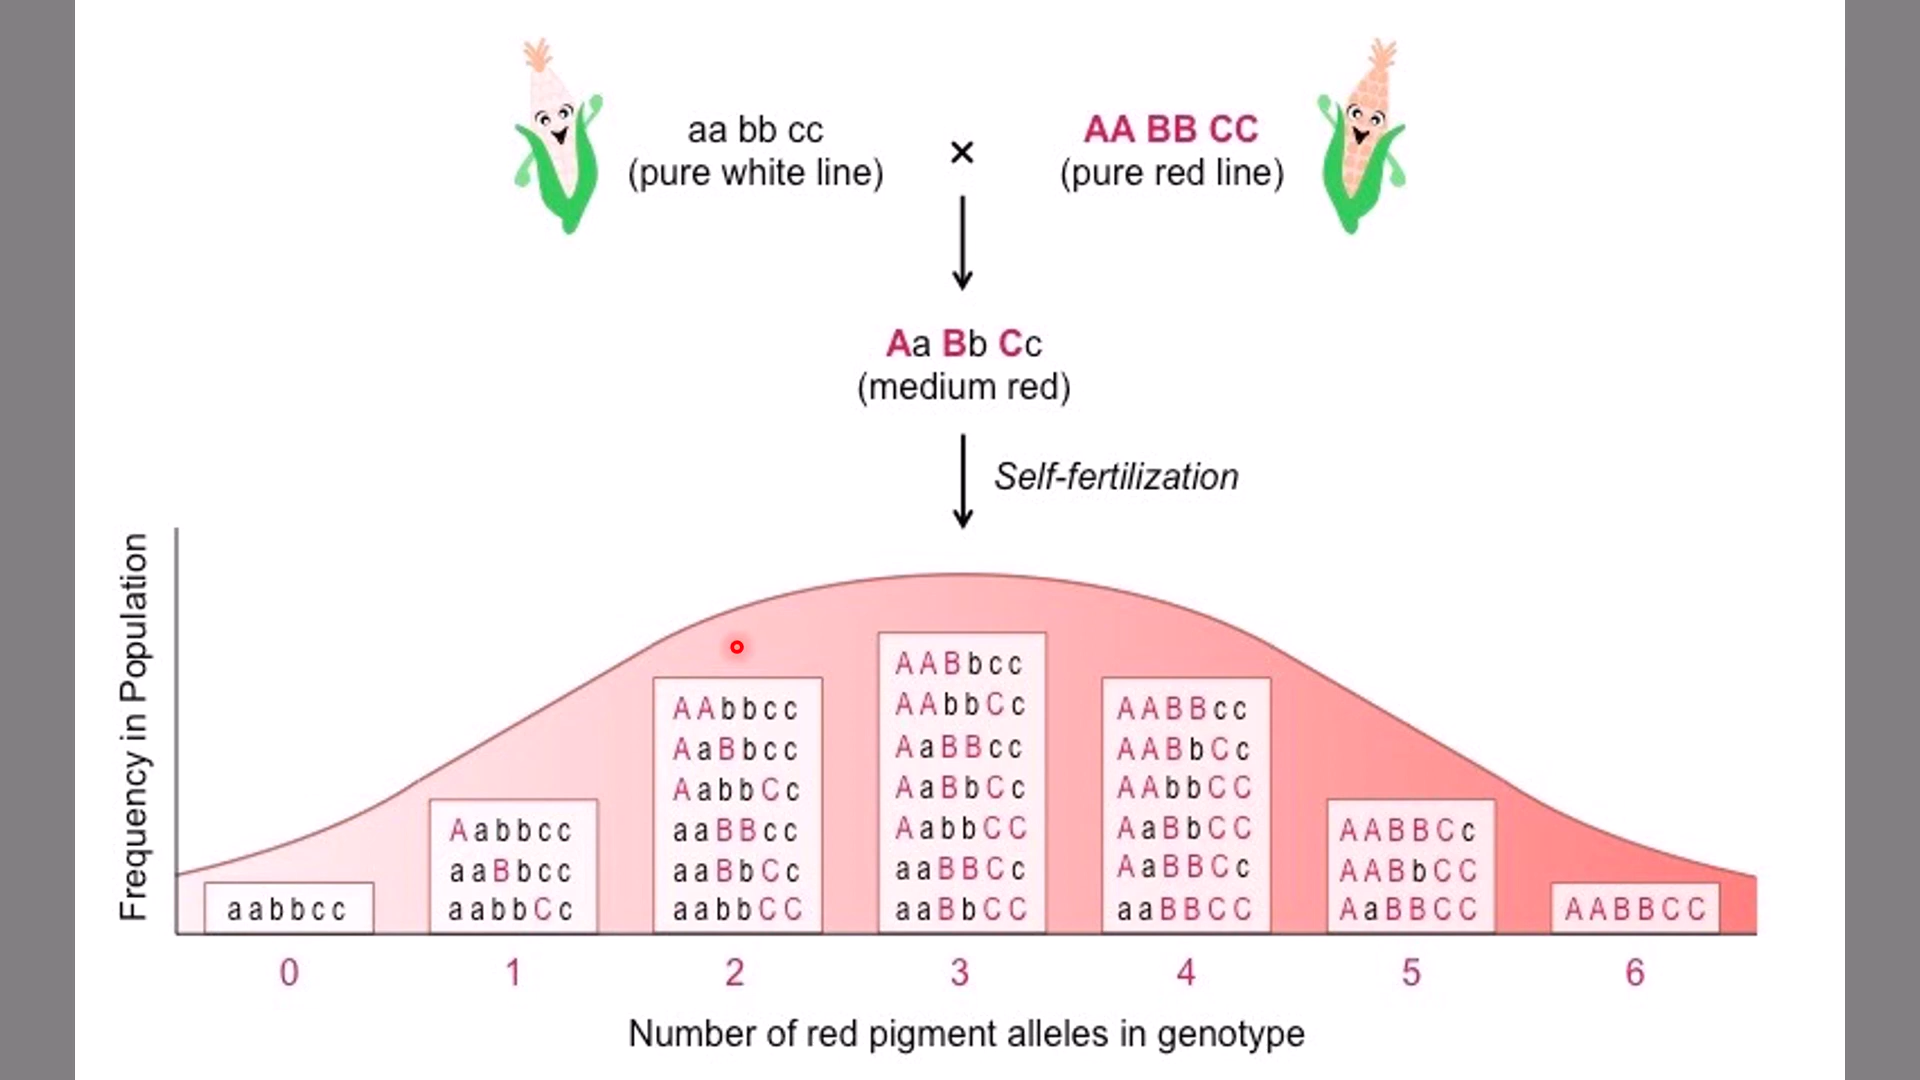 aa bb cc
(pure white line)
×
AA BB CC
(pure red line)
Aa Bb Cc
(medium red)
Self-fertilization
Frequency in Population
aabbcc
Aabbcc
aaBbcc
aabbCc
AAbbcc
AaBbcc
AabbCc
aaBBcc
aaBbCc
aabbCC
AABbcc
AAbbCc
AaBBcc
AaBbCc
AabbCC
aaBBCc
aaBbCC
AABBcc
AABbCc
AAbbCC
AaBbCC
AaBBCc
aaBBCC
AABBCc
AABbCC
AaBBCC
AABBCC
0 1 2 3 4 5 6
Number of red pigment alleles in genotype